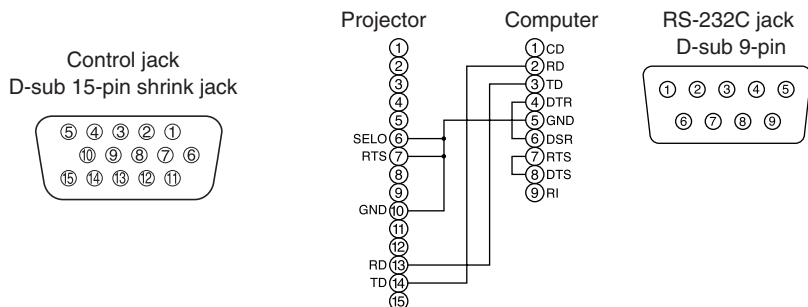 Control jack
D-sub 15-pin shrink jack
⑤ ④ ③ ② ①
⑩ ⑨ ⑧ ⑦ ⑥
⑮ ⑭ ⑬ ⑫ ⑪
Projector
①
②
③
④
⑤
SELO ⑥
RTS ⑦
⑧
⑨
GND ⑩
⑪
⑫
RD ⑬
TD ⑭
⑮
Computer
① CD
② RD
③ TD
④ DTR
⑤ GND
⑥ DSR
⑦ RTS
⑧ DTS
⑨ RI
RS-232C jack
D-sub 9-pin
① ② ③ ④ ⑤
⑥ ⑦ ⑧ ⑨